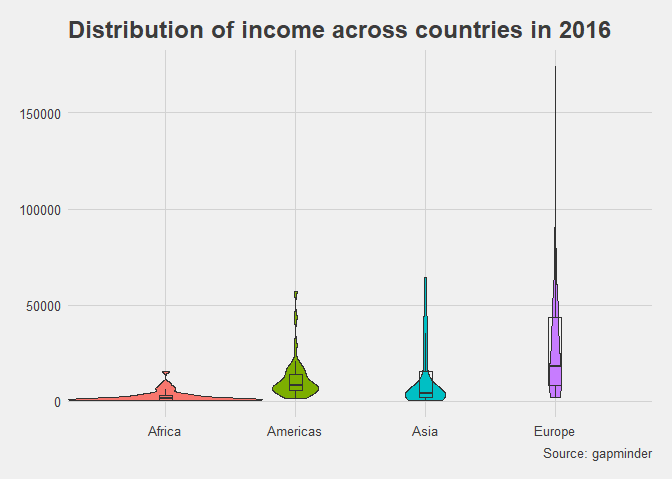 Distribution of income across countries in 2016
150000
100000
50000
0
Africa Americas Asia Europe
Source: gapminder